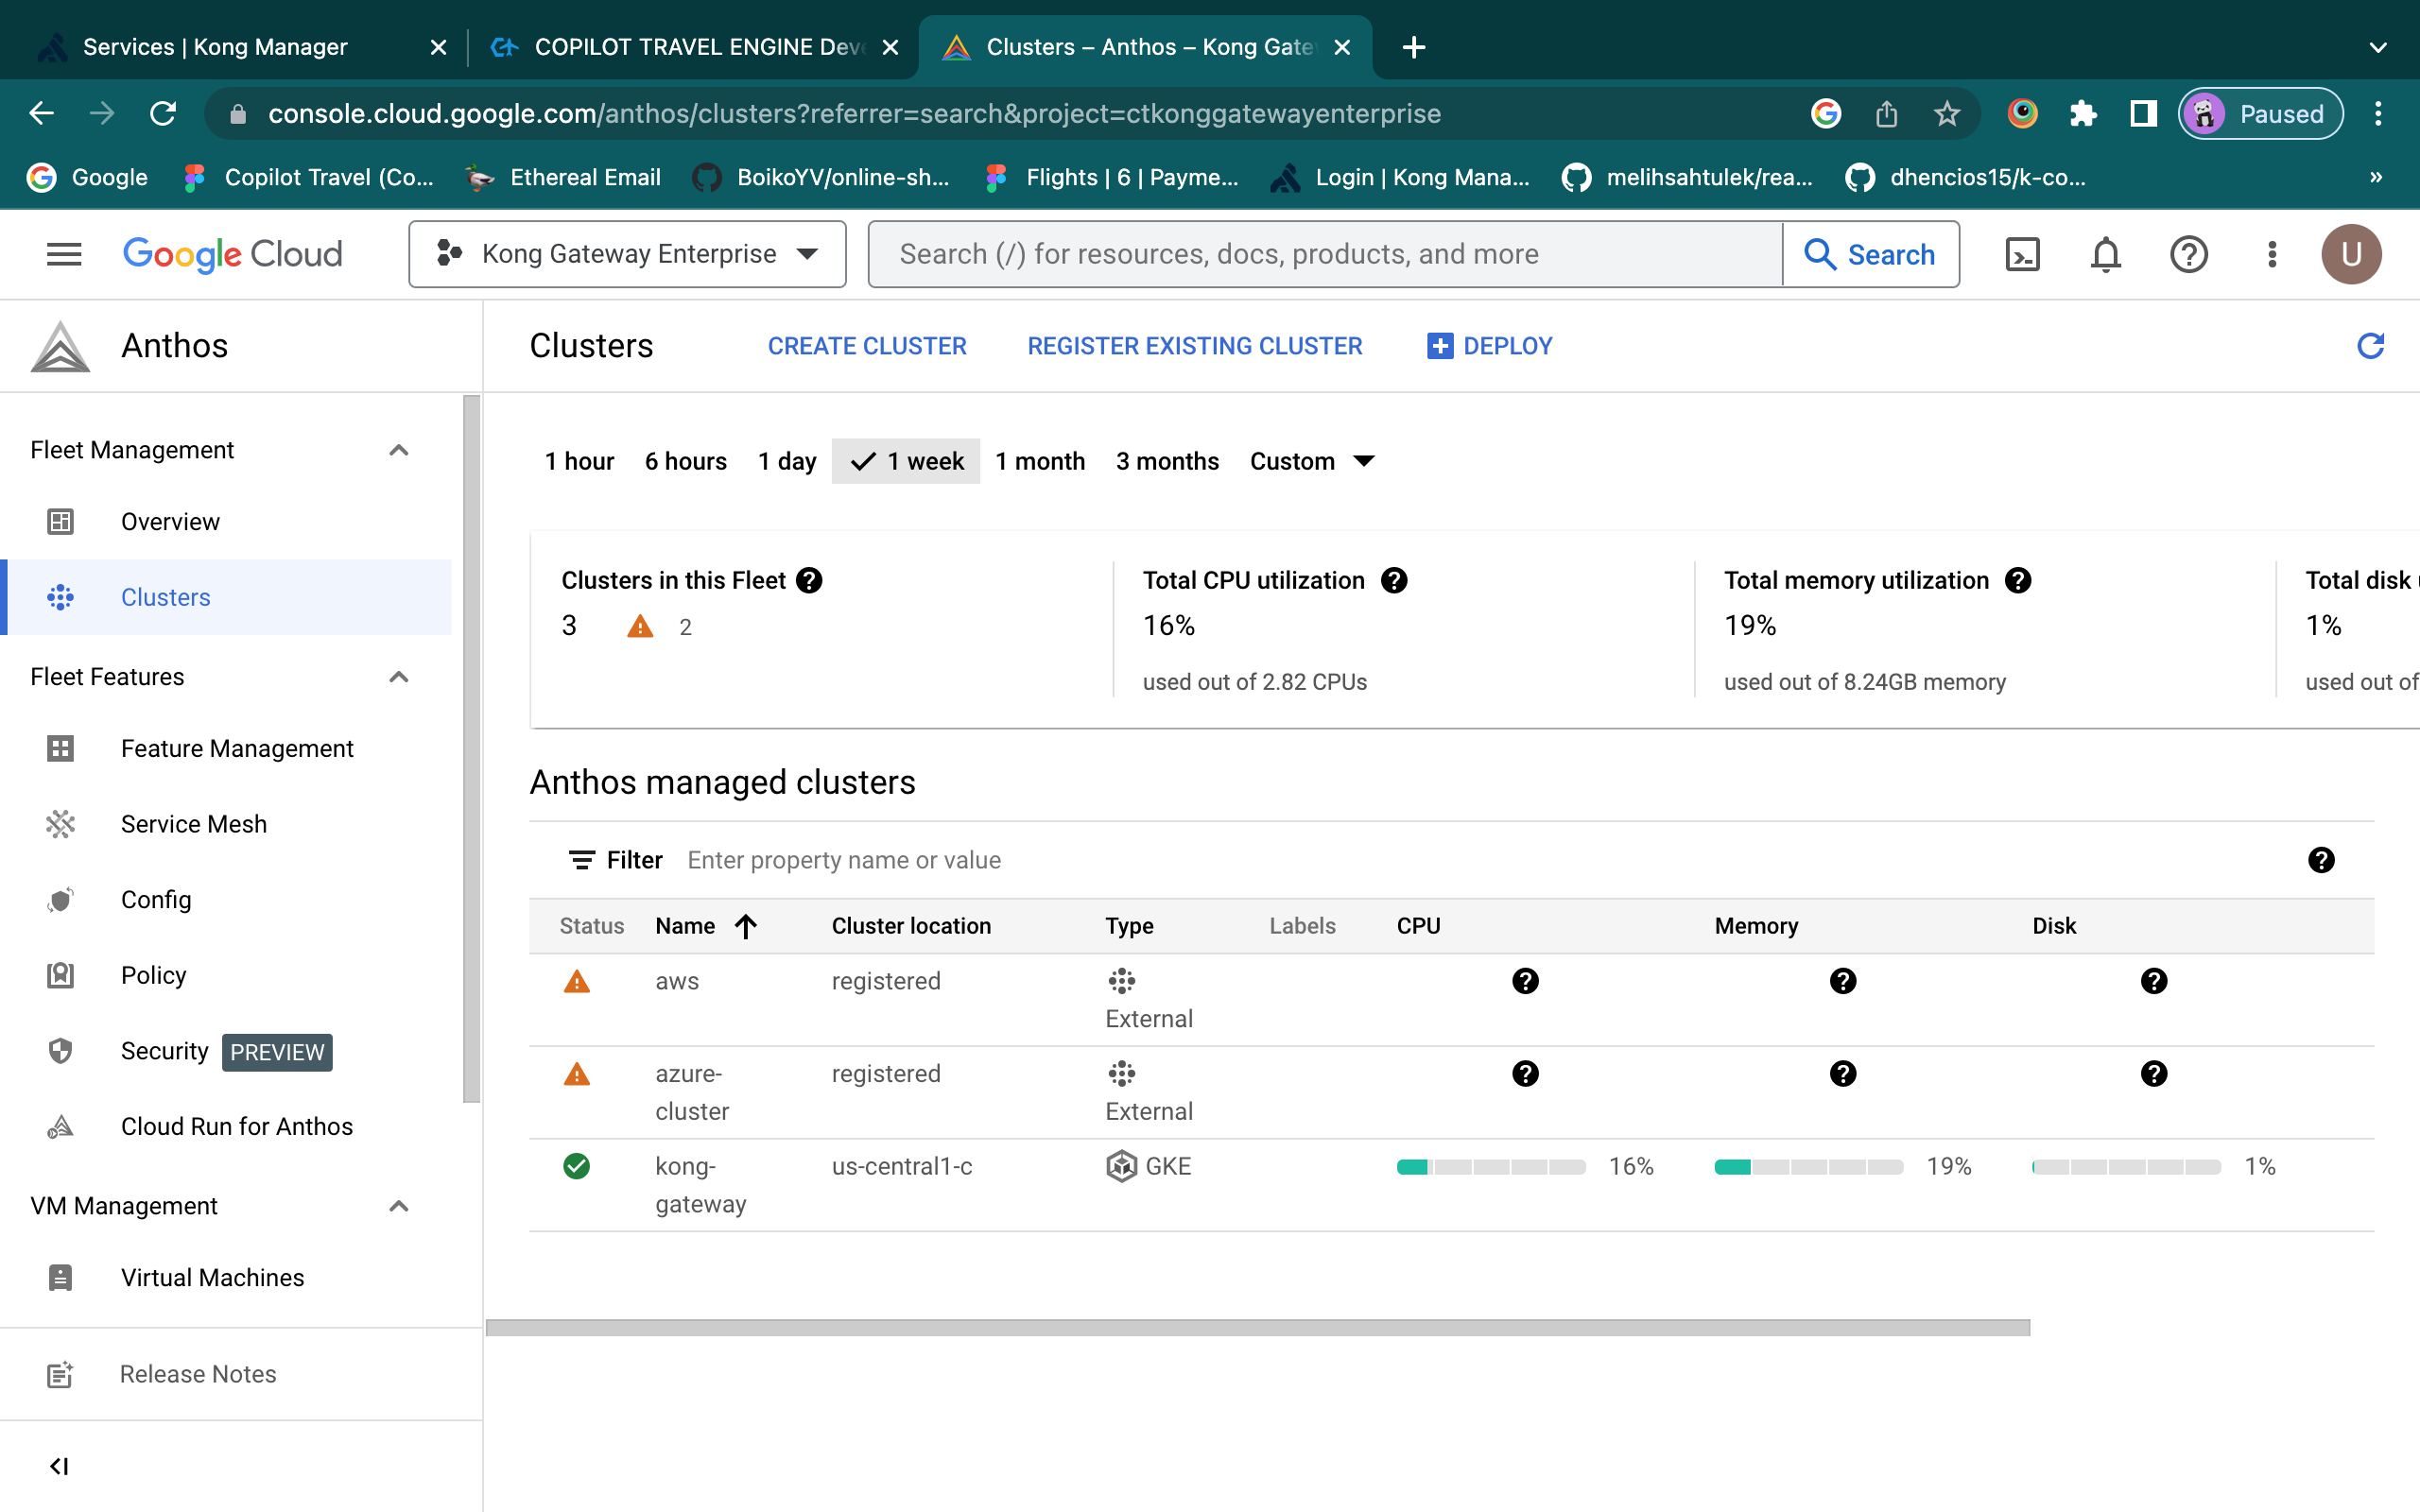 Services | Kong Manager
COPILOT TRAVEL ENGINE Deve
Clusters – Anthos – Kong Gate
console.cloud.google.com/anthos/clusters?referrer=search&project=ctkonggatewayenterprise
Paused
Google
Copilot Travel (Co...
Ethereal Email
BoikoYV/online-sh...
Flights | 6 | Payme...
Login | Kong Mana...
melihsahtulek/rea...
dhencios15/k-co...
»
Google Cloud
Kong Gateway Enterprise
Search (/) for resources, docs, products, and more
Search
U
Anthos
Clusters
CREATE CLUSTER
REGISTER EXISTING CLUSTER
DEPLOY
Fleet Management
Overview
Clusters
Fleet Features
Feature Management
Service Mesh
Config
Policy
Security PREVIEW
Cloud Run for Anthos
VM Management
Virtual Machines
Release Notes
1 hour 6 hours 1 day 1 week 1 month 3 months Custom
Clusters in this Fleet
3 2
Total CPU utilization
16%
used out of 2.82 CPUs
Total memory utilization
19%
used out of 8.24GB memory
Total disk
1%
used out of
Anthos managed clusters
Filter Enter property name or value
Status Name Cluster location Type Labels CPU Memory Disk
aws registered External
azure-
cluster registered External
kong-
gateway us-central1-c GKE 16% 19% 1%